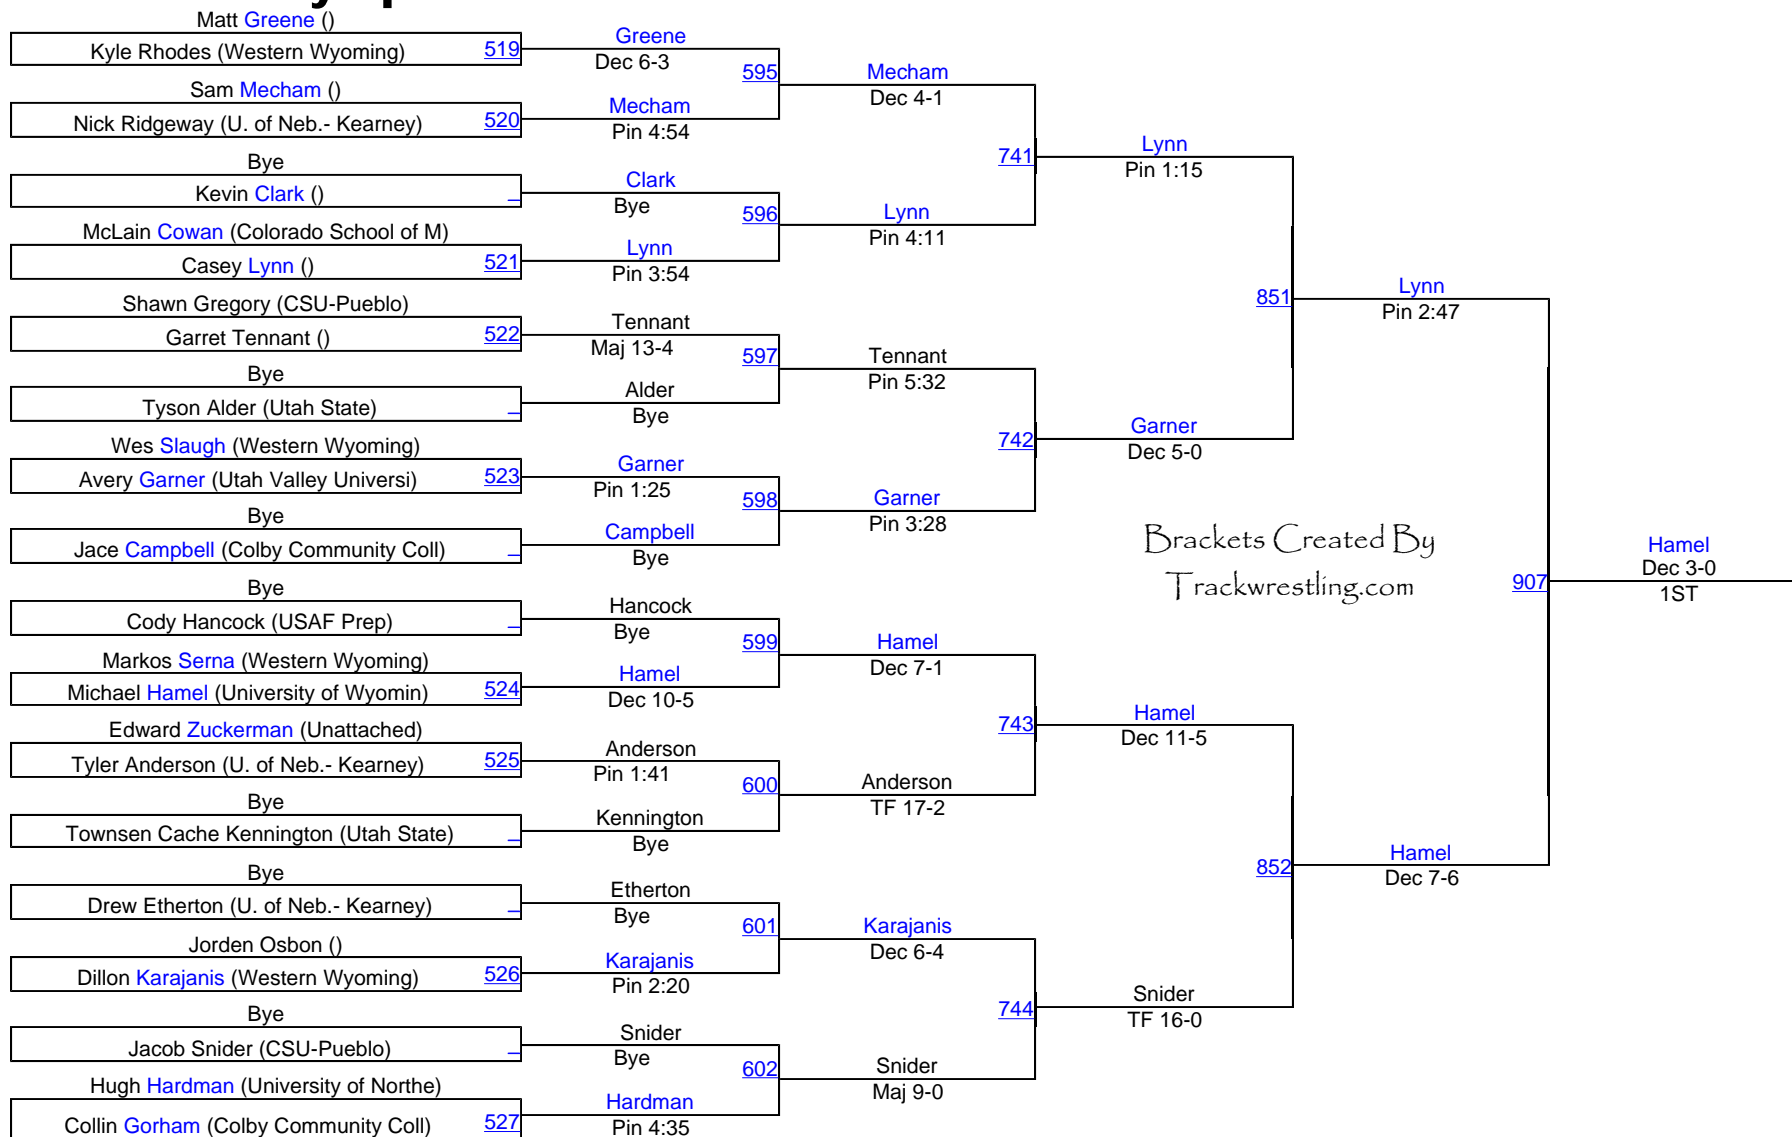 Matt Greene ()
Kyle Rhodes (Western Wyoming) 519
Sam Mecham ()
Nick Ridgeway (U. of Neb.- Kearney) 520
Bye
Kevin Clark ()
McLain Cowan (Colorado School of M)
Casey Lynn () 521
Shawn Gregory (CSU-Pueblo)
Garret Tennant () 522
Bye
Tyson Alder (Utah State)
Wes Slaugh (Western Wyoming)
Avery Garner (Utah Valley Universi) 523
Bye
Jace Campbell (Colby Community Coll)
Bye
Cody Hancock (USAF Prep)
Markos Serna (Western Wyoming)
Michael Hamel (University of Wyomin) 524
Edward Zuckerman (Unattached)
Tyler Anderson (U. of Neb.- Kearney) 525
Bye
Townsen Cache Kennington (Utah State)
Bye
Drew Etherton (U. of Neb.- Kearney)
Jorden Osbon ()
Dillon Karajanis (Western Wyoming) 526
Bye
Jacob Snider (CSU-Pueblo)
Hugh Hardman (University of Northe)
Collin Gorham (Colby Community Coll) 527
Greene
Dec 6-3
595
Mecham
Pin 4:54
Clark
Bye
596
Lynn
Pin 3:54
Tennant
Maj 13-4
597
Alder
Bye
Garner
Pin 1:25
598
Campbell
Bye
Hancock
Bye
599
Hamel
Dec 10-5
Anderson
Pin 1:41
600
Kennington
Bye
Etherton
Bye
601
Karajanis
Pin 2:20
Snider
Bye
602
Hardman
Pin 4:35
Mecham
Dec 4-1
741
Lynn
Pin 4:11
Tennant
Pin 5:32
742
Garner
Pin 3:28
Hamel
Dec 7-1
743
Anderson
TF 17-2
Karajanis
Dec 6-4
744
Snider
Maj 9-0
Lynn
Pin 1:15
851
Garner
Dec 5-0
Brackets Created By
Trackwrestling.com
Hamel
Dec 11-5
852
Snider
TF 16-0
Lynn
Pin 2:47
907
Hamel
Dec 7-6
Hamel
Dec 3-0
1ST